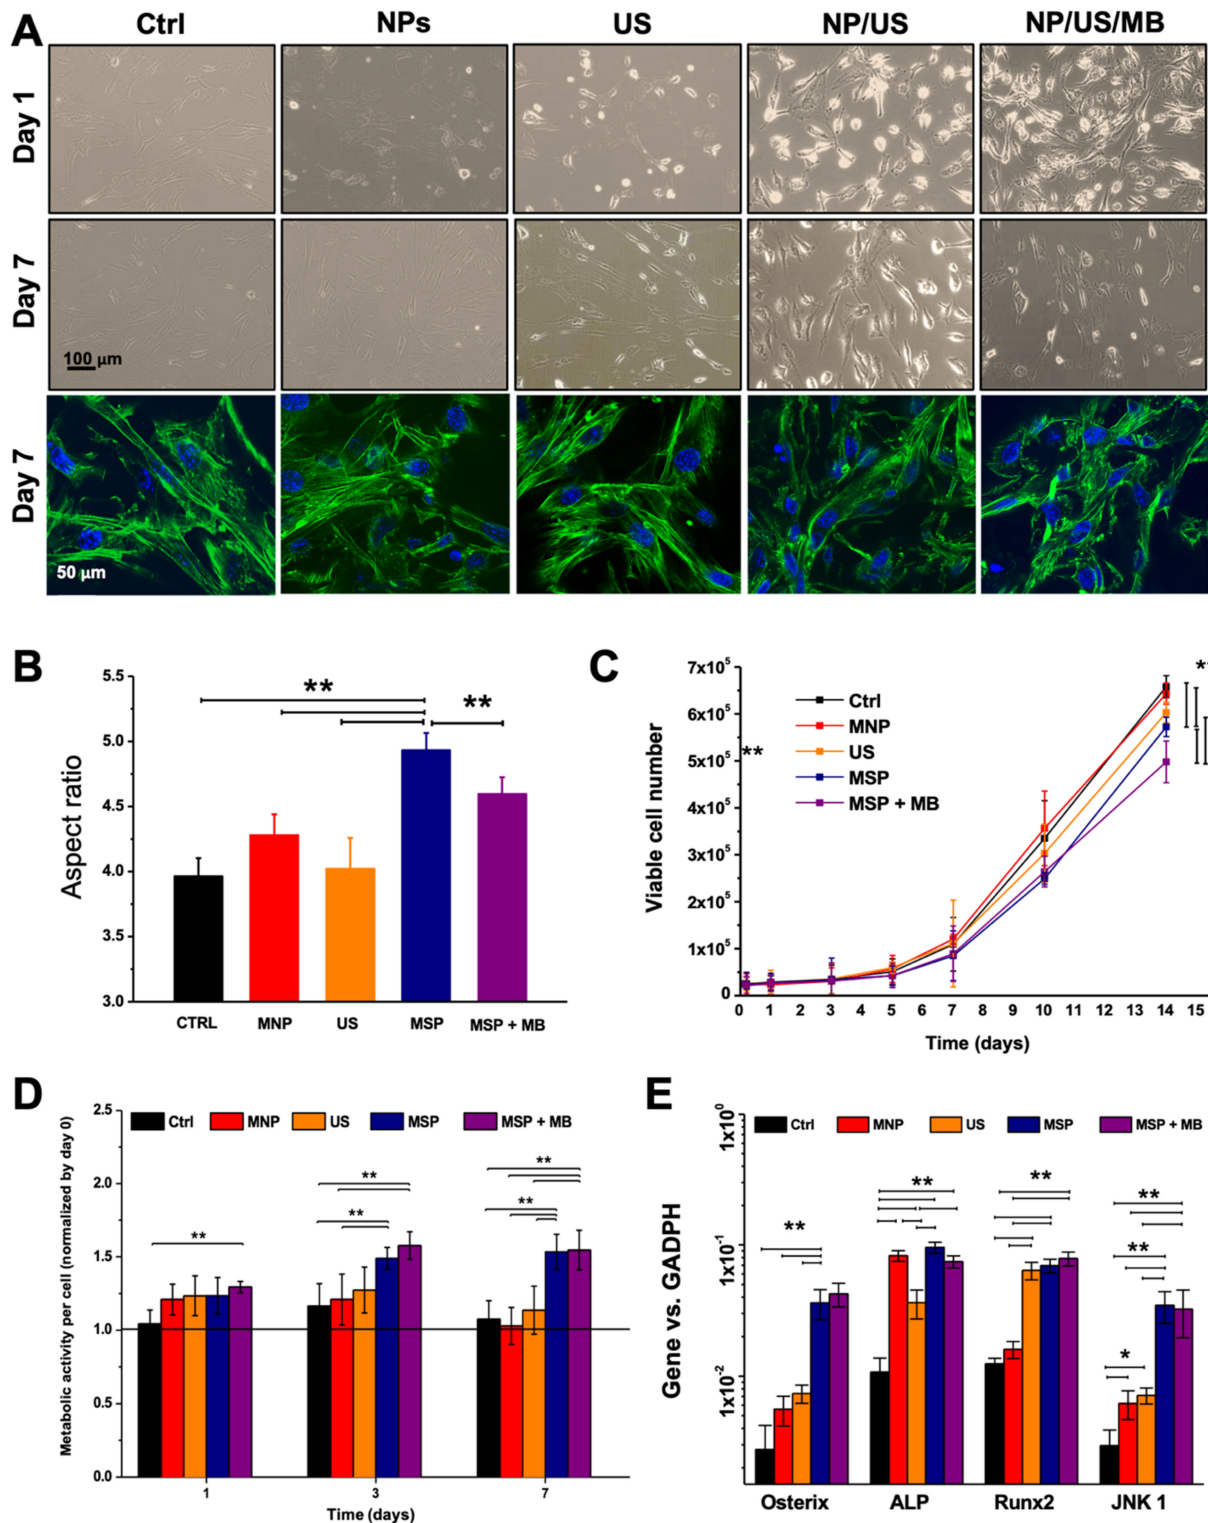 A
Ctrl NPs US NP/US NP/US/MB
Day 1
Day 7
100 μm
Day 7
50 μm
B
Aspect ratio
5.5
5.0
4.5
4.0
3.5
3.0
** **
CTRL MNP US MSP MSP + MB
C
Viable cell number
7x10⁵
6x10⁵
5x10⁵
4x10⁵
3x10⁵
2x10⁵
1x10⁵
0
**
Ctrl
MNP
US
MSP
MSP + MB
0 1 2 3 4 5 6 7 8 9 10 11 12 13 14 15
Time (days)
D
Metabolic activity per cell (normalized by day 0)
2.5
2.0
1.5
1.0
0.5
0.0
Ctrl MNP US MSP MSP + MB
**
**
**
**
**
1 3 7
Time (days)
E
Gene vs. GADPH
1x10⁰
1x10⁻¹
1x10⁻²
Ctrl MNP US MSP MSP + MB
** ** ** **
**
*
Osterix ALP Runx2 JNK 1